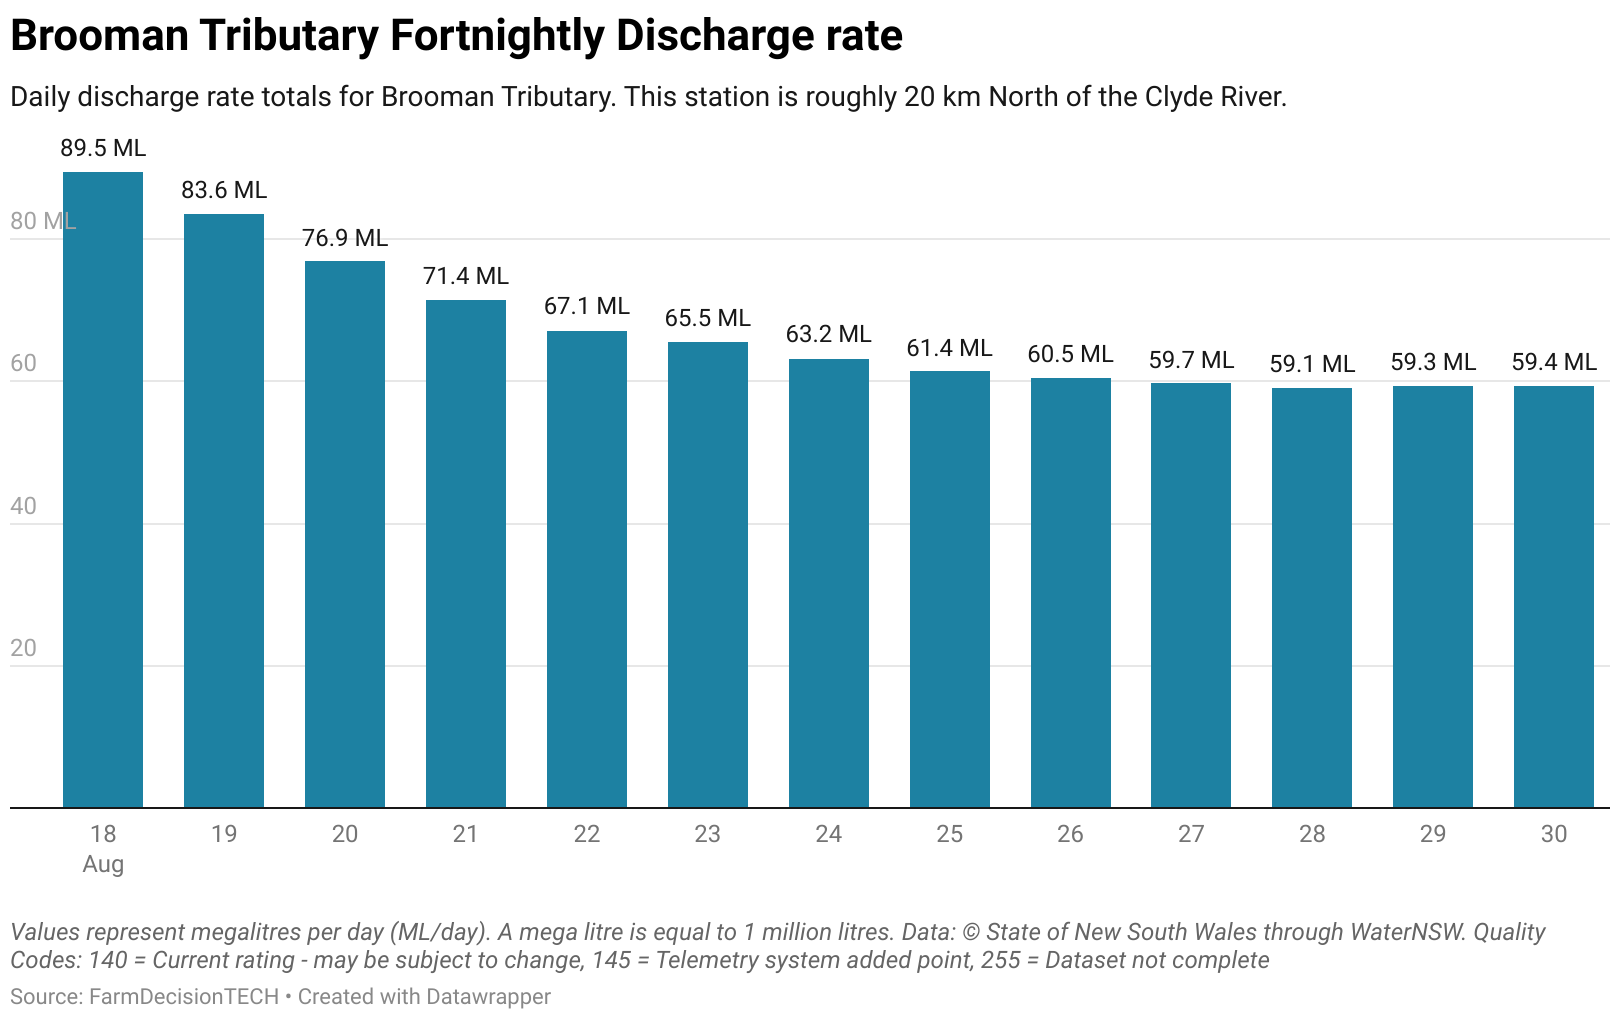 Brooman Tributary Fortnightly Discharge rate
Daily discharge rate totals for Brooman Tributary. This station is roughly 20 km North of the Clyde River.
89.5 ML
83.6 ML
80 ML
76.9 ML
71.4 ML
67.1 ML
65.5 ML
63.2 ML
61.4 ML
60.5 ML
59.7 ML
59.1 ML
59.3 ML
59.4 ML
60
40
20
18 19 20 21 22 23 24 25 26 27 28 29 30
Aug
Values represent megalitres per day (ML/day). A mega litre is equal to 1 million litres. Data: © State of New South Wales through WaterNSW. Quality
Codes: 140 = Current rating - may be subject to change, 145 = Telemetry system added point, 255 = Dataset not complete
Source: FarmDecisionTECH • Created with Datawrapper